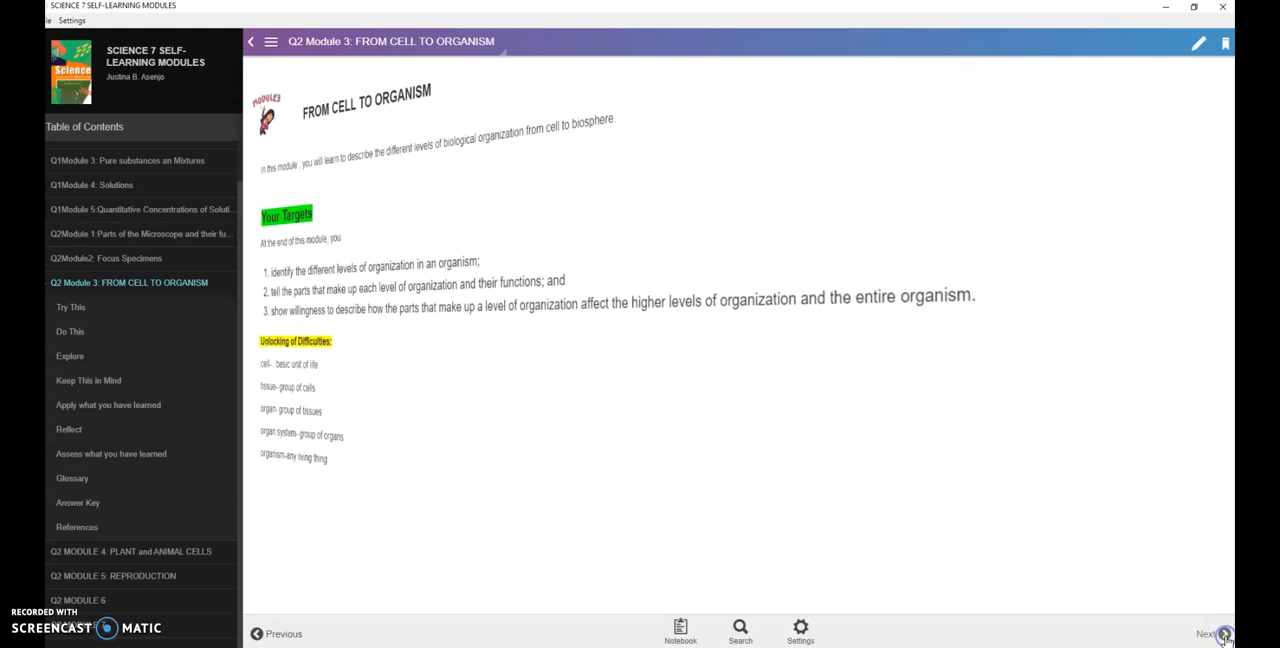 SCIENCE 7 SELF-LEARNING MODULES
le Settings
SCIENCE 7 SELF-
LEARNING MODULES
Justina B. Asenjo
Science
Table of Contents
Q1Module 3: Pure substances an Mixtures
Q1Module 4: Solutions
Q1Module 5:Quantitative Concentrations of Soluti...
Q2Module 1:Parts of the Microscope and their fu...
Q2Module2: Focus Specimens
Q2 Module 3: FROM CELL TO ORGANISM
Try This
Do This
Explore
Keep This in Mind
Apply what you have learned
Reflect
Assess what you have learned
Glossary
Answer Key
References
Q2 MODULE 4: PLANT and ANIMAL CELLS
Q2 MODULE 5: REPRODUCTION
Q2 MODULE 6
RECORDED WITH
SCREENCAST MATIC
Q2 Module 3: FROM CELL TO ORGANISM
MODULE3
FROM CELL TO ORGANISM
In this module , you will learn to describe the different levels of biological organization from cell to biosphere.
Your Targets
At the end of this module, you
1. identify the different levels of organization in an organism;
2. tell the parts that make up each level of organization and their functions; and
3. show willingness to describe how the parts that make up a level of organization affect the higher levels of organization and the entire organism.
Unlocking of Difficulties:
cell- basic unit of life
tissue- group of cells
organ- group of tissues
organ system- group of organs
organism-any living thing
Previous
Notebook
Search
Settings
Next